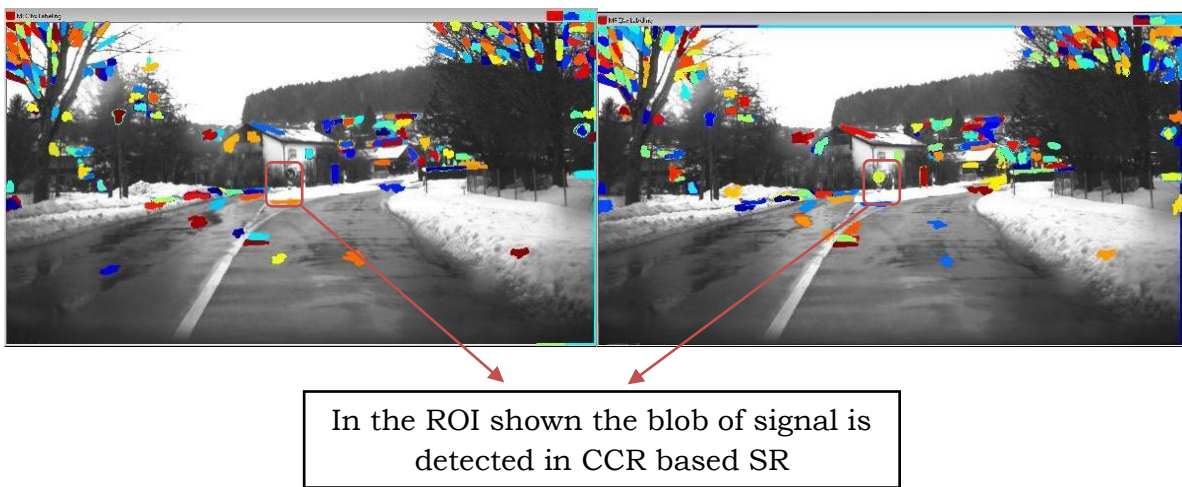 In the ROI shown the blob of signal is
detected in CCR based SR